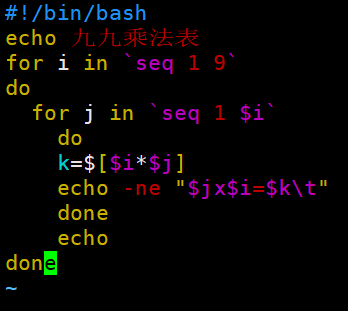 #!/bin/bash
echo 九九乘法表
for i in `seq 1 9`
do
  for j in `seq 1 $i`
    do
    k=$[$i*$j]
    echo -ne "$jx$i=$k\t"
    done
    echo
done
~